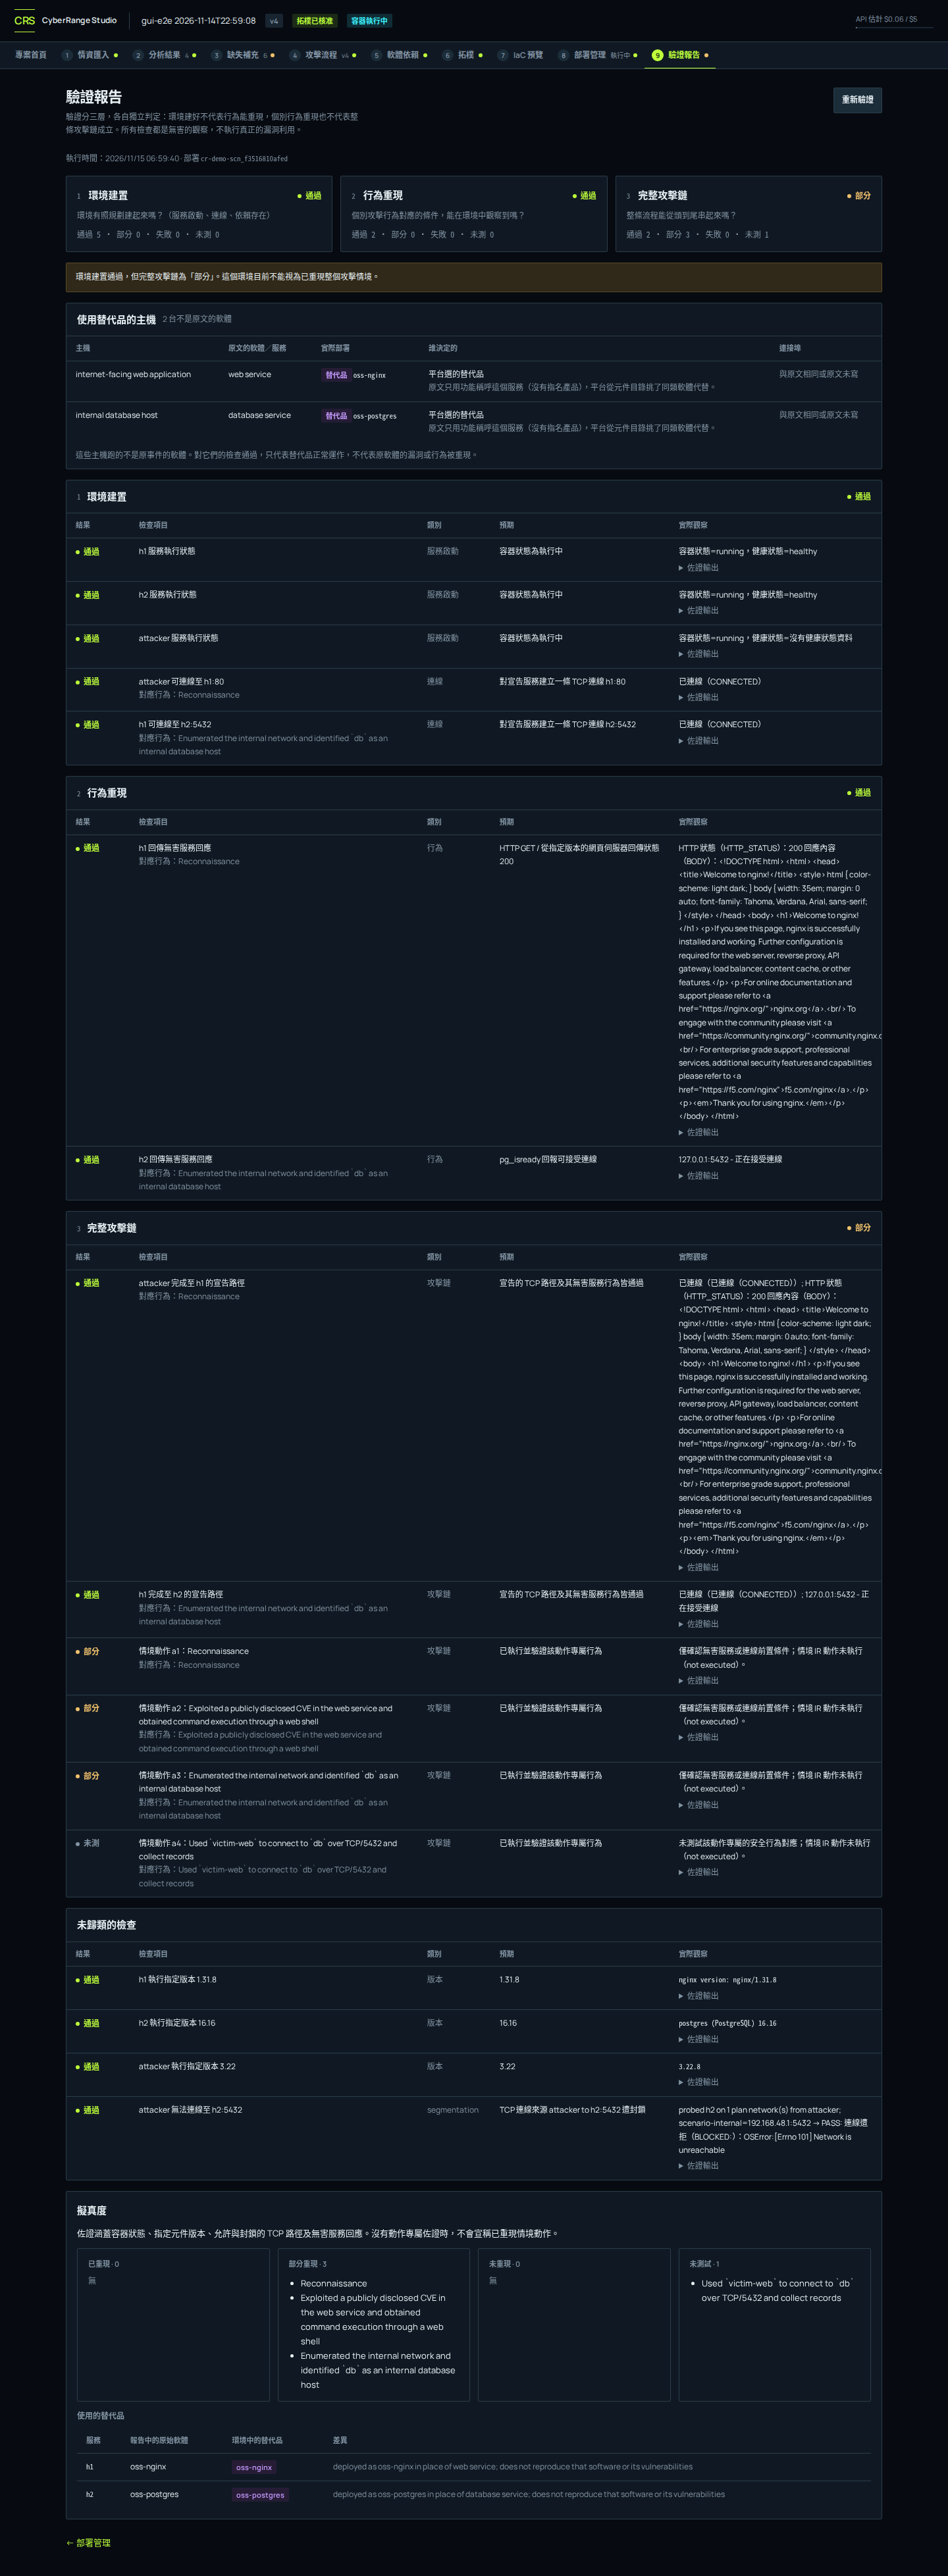 CRS CyberRange Studio gui-e2e 2026-11-14T22:59:08 v4 拓樸已核准 容器執行中 API 估計 $0.06 / $5
專案首頁 1 情資匯入 2 分析結果 4 3 缺失補充 6 4 攻擊流程 v4 5 軟體依賴 6 拓樸 7 IaC 預覽 8 部署管理 執行中 9 驗證報告
驗證報告
重新驗證
驗證分三層，各自獨立判定：環境建好不代表行為能重現，個別行為重現也不代表整
條攻擊鏈成立。所有檢查都是無害的觀察，不執行真正的漏洞利用。
執行時間：2026/11/15 06:59:40 · 部署 cr-demo-scn_f3516810afed
1 環境建置 通過
環境有照規劃建起來嗎？（服務啟動、連線、依賴存在）
通過 5 · 部分 0 · 失敗 0 · 未測 0
2 行為重現 通過
個別攻擊行為對應的條件，能在環境中觀察到嗎？
通過 2 · 部分 0 · 失敗 0 · 未測 0
3 完整攻擊鏈 部分
整條流程能從頭到尾串起來嗎？
通過 2 · 部分 3 · 失敗 0 · 未測 1
環境建置通過，但完整攻擊鏈為「部分」。這個環境目前不能視為已重現整個攻擊情境。
使用替代品的主機 2 台不是原文的軟體
主機 原文的軟體／服務 實際部署 誰決定的 連接埠
internet-facing web application web service 替代品 oss-nginx 平台選的替代品 與原文相同或原文未寫
原文只用功能稱呼這個服務（沒有指名產品），平台從元件目錄挑了同類軟體代替。
internal database host database service 替代品 oss-postgres 平台選的替代品 與原文相同或原文未寫
原文只用功能稱呼這個服務（沒有指名產品），平台從元件目錄挑了同類軟體代替。
這些主機跑的不是原事件的軟體。對它們的檢查通過，只代表替代品正常運作，不代表原軟體的漏洞或行為被重現。
1 環境建置 通過
結果 檢查項目 類別 預期 實際觀察
通過 h1 服務執行狀態 服務啟動 容器狀態為執行中 容器狀態=running，健康狀態=healthy
▶ 佐證輸出
通過 h2 服務執行狀態 服務啟動 容器狀態為執行中 容器狀態=running，健康狀態=healthy
▶ 佐證輸出
通過 attacker 服務執行狀態 服務啟動 容器狀態為執行中 容器狀態=running，健康狀態=沒有健康狀態資料
▶ 佐證輸出
通過 attacker 可連線至 h1:80 連線 對宣告服務建立一條 TCP 連線 h1:80 已連線（CONNECTED）
對應行為：Reconnaissance
▶ 佐證輸出
通過 h1 可連線至 h2:5432 連線 對宣告服務建立一條 TCP 連線 h2:5432 已連線（CONNECTED）
對應行為：Enumerated the internal network and identified `db` as an
internal database host
▶ 佐證輸出
2 行為重現 通過
結果 檢查項目 類別 預期 實際觀察
通過 h1 回傳無害服務回應 行為 HTTP GET / 從指定版本的網頁伺服器回傳狀態
200
對應行為：Reconnaissance
HTTP 狀態（HTTP_STATUS）：200 回應內容
（BODY）：<!DOCTYPE html> <html> <head>
<title>Welcome to nginx!</title> <style> html { color-
scheme: light dark; } body { width: 35em; margin: 0
auto; font-family: Tahoma, Verdana, Arial, sans-serif;
} </style> </head> <body> <h1>Welcome to nginx!
</h1> <p>If you see this page, nginx is successfully
installed and working. Further configuration is
required for the web server, reverse proxy, API
gateway, load balancer, content cache, or other
features.</p> <p>For online documentation and
support please refer to <a
href="https://nginx.org/">nginx.org</a>.<br/> To
engage with the community please visit <a
href="https://community.nginx.org/">community.nginx.o
<br/> For enterprise grade support, professional
services, additional security features and capabilities
please refer to <a
href="https://f5.com/nginx">f5.com/nginx</a>.</p>
<p><em>Thank you for using nginx.</em></p>
</body> </html>
▶ 佐證輸出
通過 h2 回傳無害服務回應 行為 pg_isready 回報可接受連線 127.0.0.1:5432 - 正在接受連線
對應行為：Enumerated the internal network and identified `db` as an
internal database host
▶ 佐證輸出
3 完整攻擊鏈 部分
結果 檢查項目 類別 預期 實際觀察
通過 attacker 完成至 h1 的宣告路徑 攻擊鏈 宣告的 TCP 路徑及其無害服務行為皆通過
對應行為：Reconnaissance
已連線（已連線（CONNECTED））; HTTP 狀態
（HTTP_STATUS）：200 回應內容（BODY）：
<!DOCTYPE html> <html> <head> <title>Welcome to
nginx!</title> <style> html { color-scheme: light dark;
} body { width: 35em; margin: 0 auto; font-family:
Tahoma, Verdana, Arial, sans-serif; } </style> </head>
<body> <h1>Welcome to nginx!</h1> <p>If you see
this page, nginx is successfully installed and working.
Further configuration is required for the web server,
reverse proxy, API gateway, load balancer, content
cache, or other features.</p> <p>For online
documentation and support please refer to <a
href="https://nginx.org/">nginx.org</a>.<br/> To
engage with the community please visit <a
href="https://community.nginx.org/">community.nginx.o
<br/> For enterprise grade support, professional
services, additional security features and capabilities
please refer to <a
href="https://f5.com/nginx">f5.com/nginx</a>.</p>
<p><em>Thank you for using nginx.</em></p>
</body> </html>
▶ 佐證輸出
通過 h1 完成至 h2 的宣告路徑 攻擊鏈 宣告的 TCP 路徑及其無害服務行為皆通過 已連線（已連線（CONNECTED））; 127.0.0.1:5432 - 正
在接受連線
對應行為：Enumerated the internal network and identified `db` as an
internal database host
▶ 佐證輸出
部分 情境動作 a1：Reconnaissance 攻擊鏈 已執行並驗證該動作專屬行為 僅確認無害服務或連線前置條件；情境 IR 動作未執行
（not executed）。
對應行為：Reconnaissance
▶ 佐證輸出
部分 情境動作 a2：Exploited a publicly disclosed CVE in the web service and 攻擊鏈 已執行並驗證該動作專屬行為 僅確認無害服務或連線前置條件；情境 IR 動作未執行
obtained command execution through a web shell （not executed）。
對應行為：Exploited a publicly disclosed CVE in the web service and
obtained command execution through a web shell
▶ 佐證輸出
部分 情境動作 a3：Enumerated the internal network and identified `db` as an 攻擊鏈 已執行並驗證該動作專屬行為 僅確認無害服務或連線前置條件；情境 IR 動作未執行
internal database host （not executed）。
對應行為：Enumerated the internal network and identified `db` as an
internal database host
▶ 佐證輸出
未測 情境動作 a4：Used `victim-web` to connect to `db` over TCP/5432 and 攻擊鏈 已執行並驗證該動作專屬行為 未測試該動作專屬的安全行為對應；情境 IR 動作未執行
collect records （not executed）。
對應行為：Used `victim-web` to connect to `db` over TCP/5432 and
collect records
▶ 佐證輸出
未歸類的檢查
結果 檢查項目 類別 預期 實際觀察
通過 h1 執行指定版本 1.31.8 版本 1.31.8 nginx version: nginx/1.31.8
▶ 佐證輸出
通過 h2 執行指定版本 16.16 版本 16.16 postgres (PostgreSQL) 16.16
▶ 佐證輸出
通過 attacker 執行指定版本 3.22 版本 3.22 3.22.8
▶ 佐證輸出
通過 attacker 無法連線至 h2:5432 segmentation TCP 連線來源 attacker to h2:5432 遭封鎖 probed h2 on 1 plan network(s) from attacker;
scenario-internal=192.168.48.1:5432 → PASS: 連線遭
拒（BLOCKED:）：OSError:[Errno 101] Network is
unreachable
▶ 佐證輸出
擬真度
佐證涵蓋容器狀態、指定元件版本、允許與封鎖的 TCP 路徑及無害服務回應。沒有動作專屬佐證時，不會宣稱已重現情境動作。
已重現 · 0
無
部分重現 · 3
• Reconnaissance
• Exploited a publicly disclosed CVE in
the web service and obtained
command execution through a web
shell
• Enumerated the internal network and
identified `db` as an internal database
host
未重現 · 0
無
未測試 · 1
• Used `victim-web` to connect to `db`
over TCP/5432 and collect records
使用的替代品
服務 報告中的原始軟體 環境中的替代品 差異
h1 oss-nginx oss-nginx deployed as oss-nginx in place of web service; does not reproduce that software or its vulnerabilities
h2 oss-postgres oss-postgres deployed as oss-postgres in place of database service; does not reproduce that software or its vulnerabilities
← 部署管理